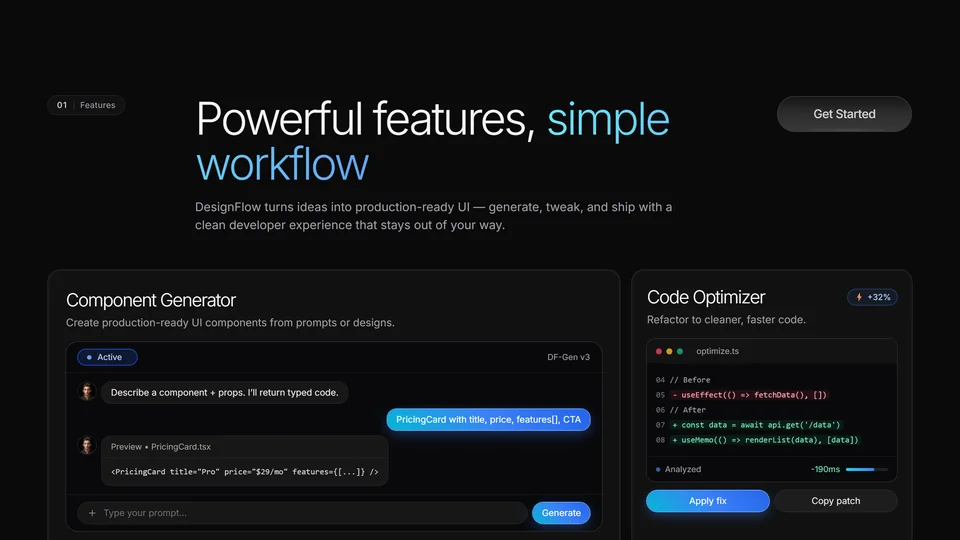 01 | Features
Powerful features, simple
workflow
Get Started
DesignFlow turns ideas into production-ready UI — generate, tweak, and ship with a
clean developer experience that stays out of your way.
Component Generator
Create production-ready UI components from prompts or designs.
Active
DF-Gen v3
Describe a component + props. I'll return typed code.
PricingCard with title, price, features[], CTA
Preview • PricingCard.tsx
<PricingCard title="Pro" price="$29/mo" features={[...]} />
+ Type your prompt...
Generate
Code Optimizer
+32%
Refactor to cleaner, faster code.
optimize.ts
04 // Before
05 - useEffect(() => fetchData(), [])
06 // After
07 + const data = await api.get('/data')
08 + useMemo(() => renderList(data), [data])
Analyzed
-190ms
Apply fix
Copy patch